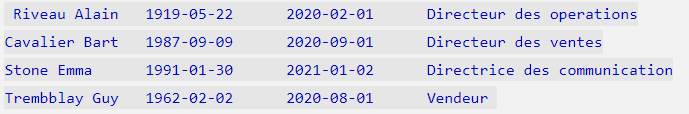 Riveau Alain 1919-05-22 2020-02-01 Directeur des operations
Cavalier Bart 1987-09-09 2020-09-01 Directeur des ventes
Stone Emma 1991-01-30 2021-01-02 Directrice des communication
Trembblay Guy 1962-02-02 2020-08-01 Vendeur